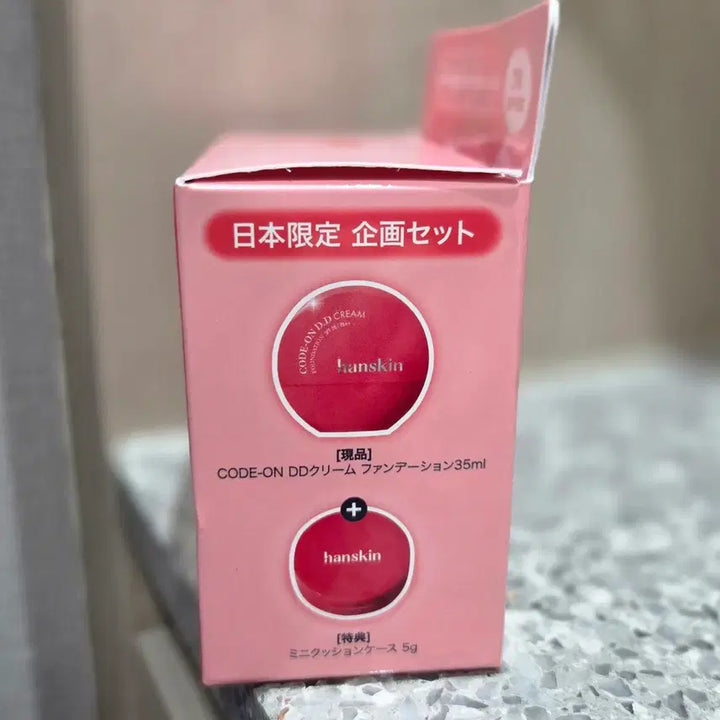 日本限定 企画セット
CODE-ON D.D CREAM
hanskin
[現品]
CODE-ON DDクリーム ファンデーション35ml
+
hanskin
[特典]
ミニクッションケース 5g